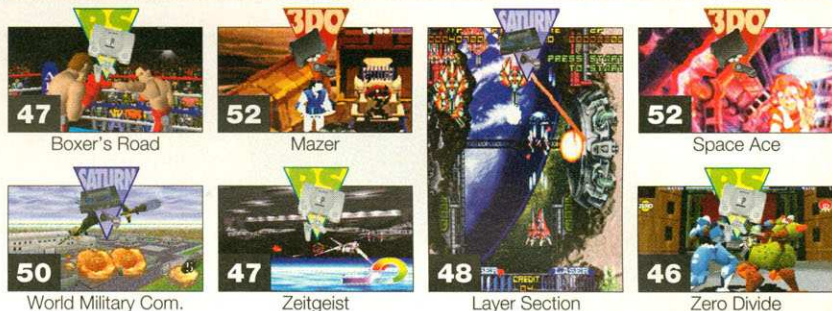 PS
47
Boxer's Road
3DO
52
Mazer
SATURN
PRESS START
48
Layer Section
3DO
52
Space Ace
SATURN
50
World Military Com.
PS
47
Zeitgeist
LASER
CREDIT
04
PS
46
Zero Divide